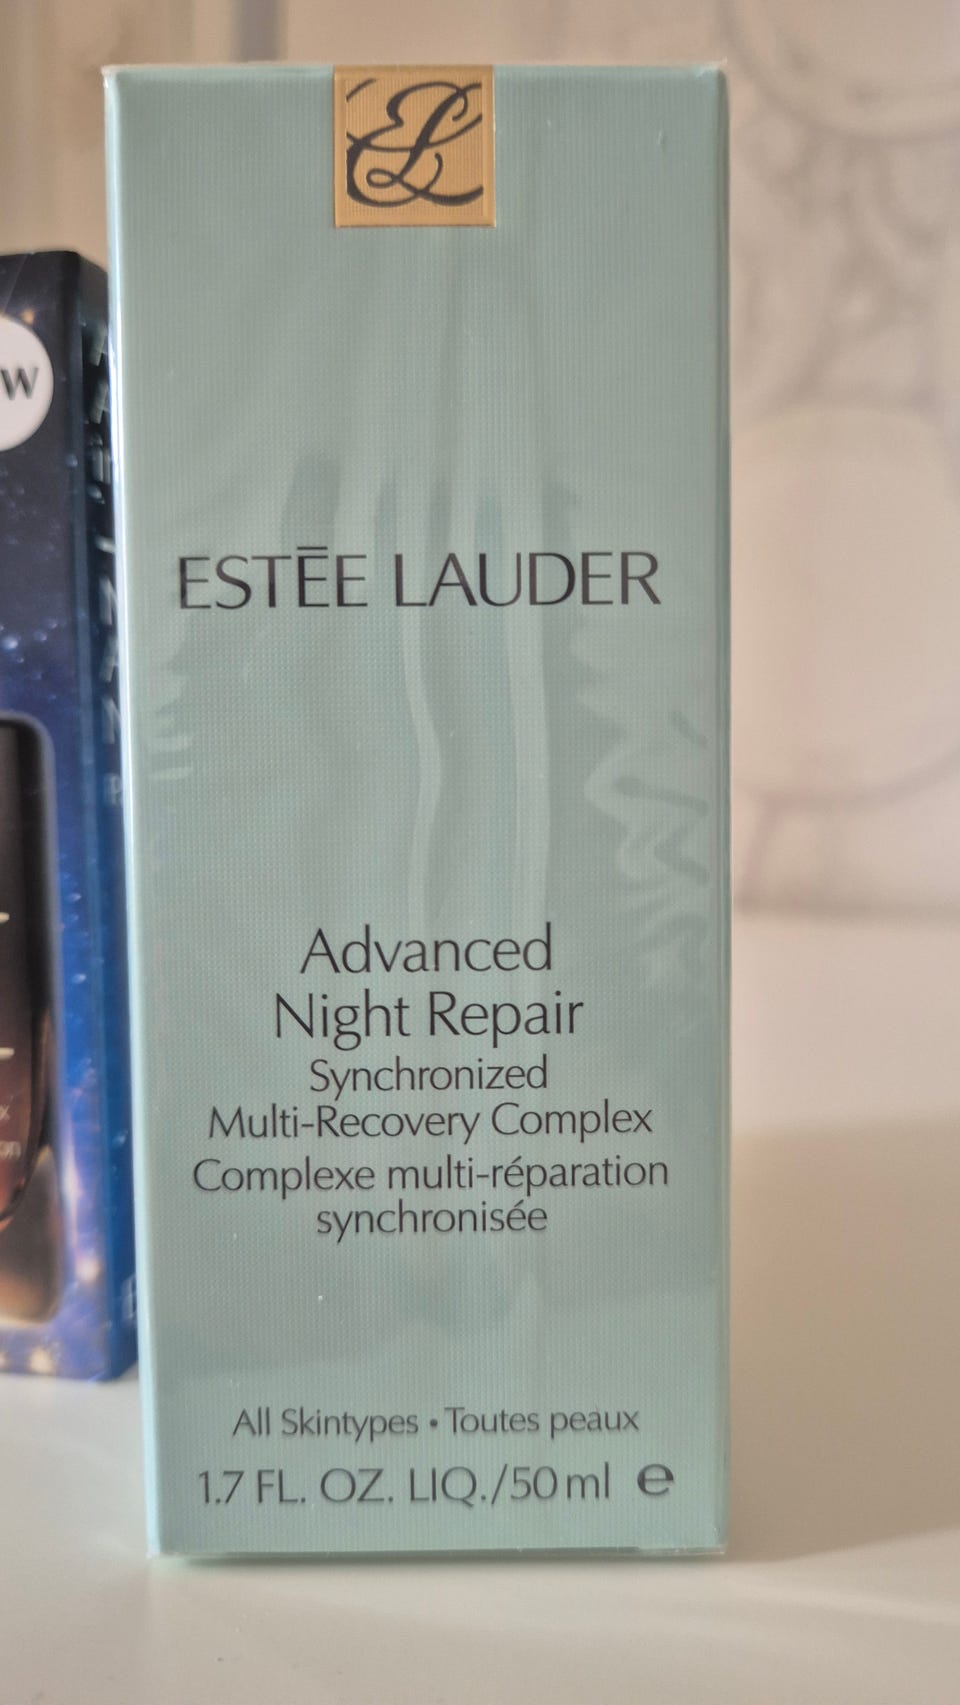 EL
ESTĒE LAUDER
Advanced
Night Repair
Synchronized
Multi-Recovery Complex
Complexe multi-réparation
synchronisée
All Skintypes • Toutes peaux
1.7 FL. OZ. LIQ./50 ml ℮